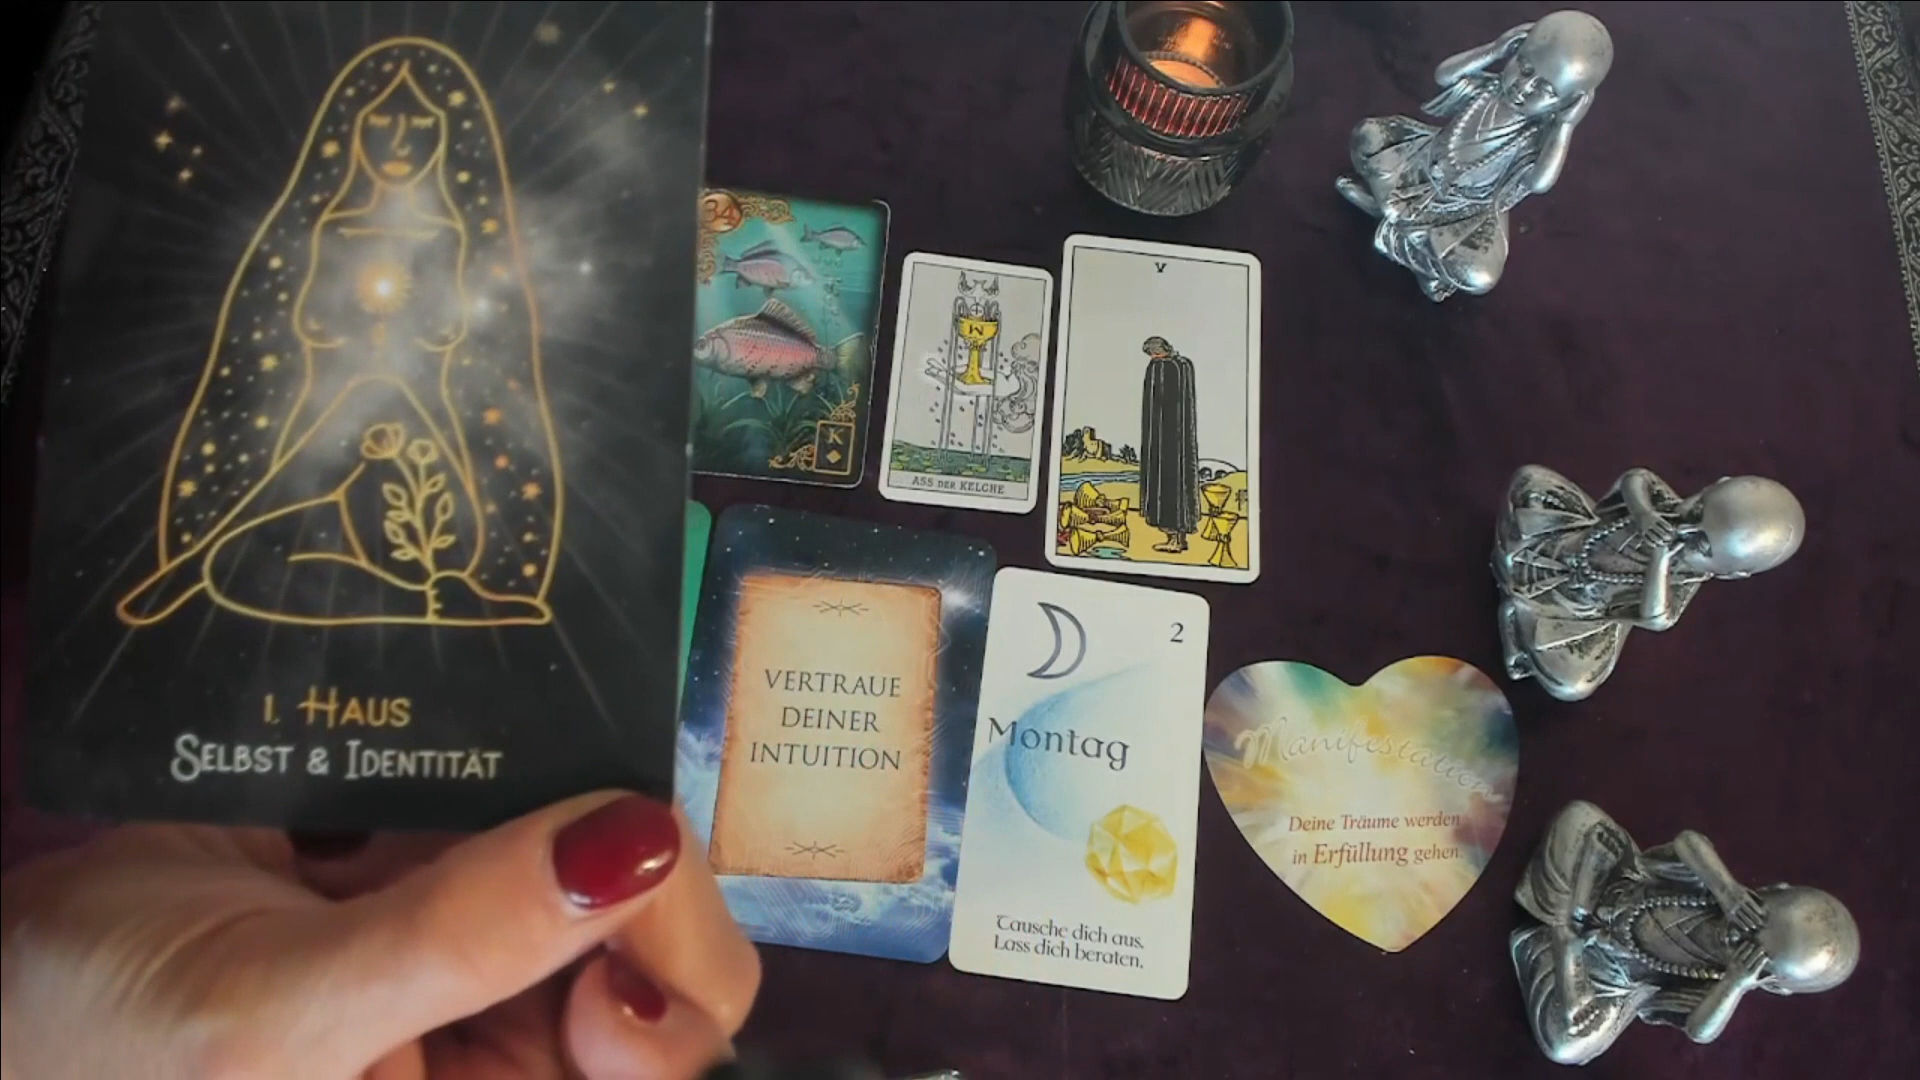 I. HAUS
SELBST & IDENTITÄT
34
K
ASS DER KELCHE
V
VERTRAUE
DEINER
INTUITION
2
Montag
Tausche dich aus.
Lass dich beraten.
Manifestation
Deine Träume werden
in Erfüllung gehen.